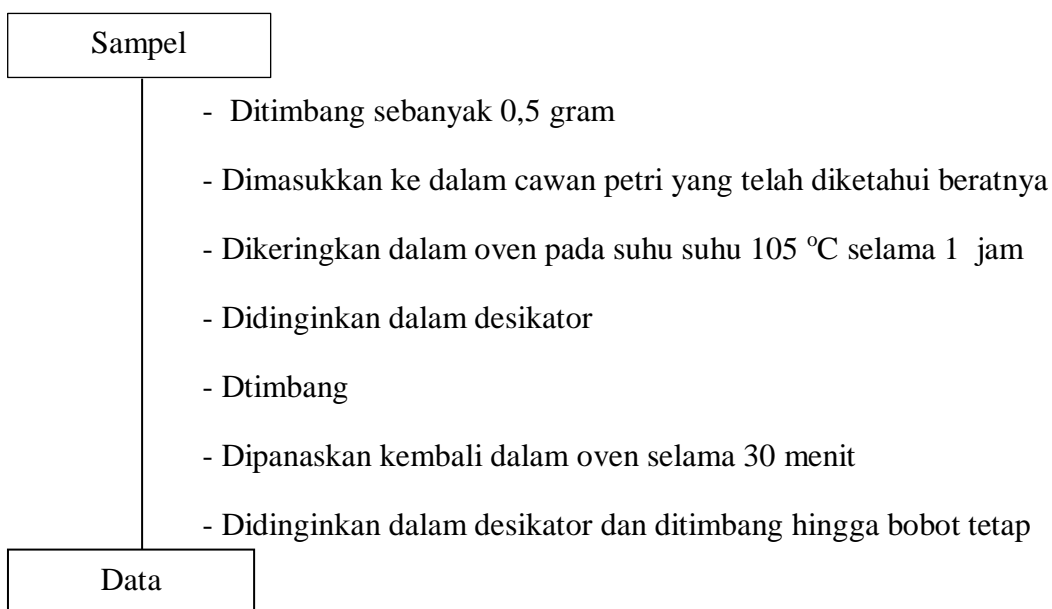 Sampel
- Ditimbang sebanyak 0,5 gram
- Dimasukkan ke dalam cawan petri yang telah diketahui beratnya
- Dikeringkan dalam oven pada suhu suhu 105 ºC selama 1 jam
- Didinginkan dalam desikator
- Dtimbang
- Dipanaskan kembali dalam oven selama 30 menit
- Didinginkan dalam desikator dan ditimbang hingga bobot tetap
Data